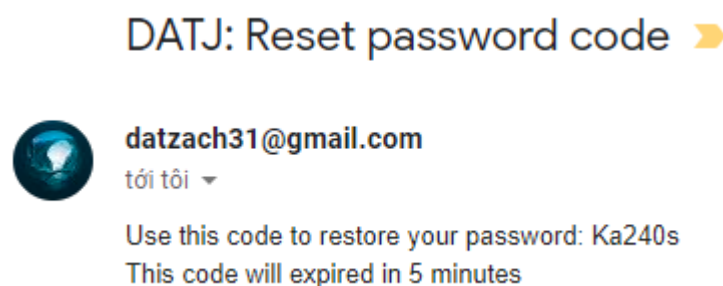 DATJ: Reset password code
datzach31@gmail.com
tới tôi
Use this code to restore your password: Ka240s
This code will expired in 5 minutes